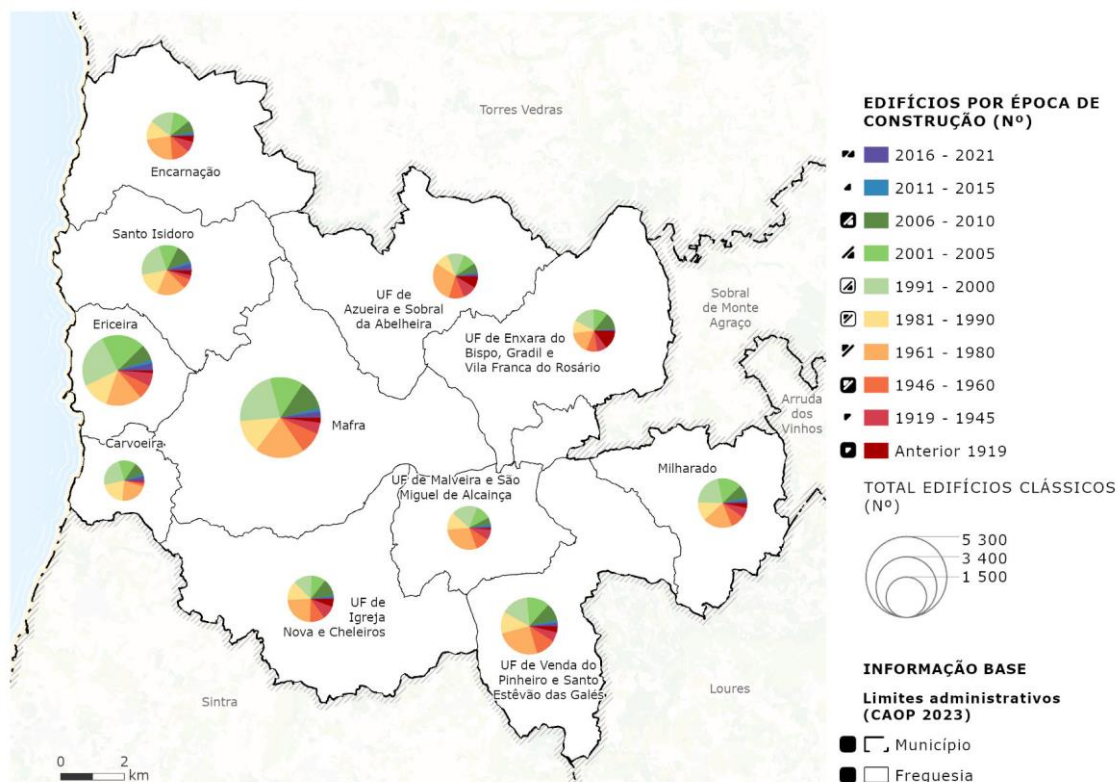 Torres Vedras
Encarnação
Santo Isidoro
UF de
Azueira e Sobral
da Abelheira
Sobral
de Monte
Agraço
Ericeira
UF de Enxara do
Bispo, Gradil e
Vila Franca do Rosário
Mafra
Arruda
dos
Vinhos
Carvoeira
UF de Malveira e São
Miguel de Alcainça
Milharado
UF de
Igreja
Nova e Cheleiros
UF de Venda do
Pinheiro e Santo
Estêvão das Galés
Sintra
Loures
0 2
km
EDIFÍCIOS POR ÉPOCA DE
CONSTRUÇÃO (Nº)
2016 - 2021
2011 - 2015
2006 - 2010
2001 - 2005
1991 - 2000
1981 - 1990
1961 - 1980
1946 - 1960
1919 - 1945
Anterior 1919
TOTAL EDIFÍCIOS CLÁSSICOS
(Nº)
5 300
3 400
1 500
INFORMAÇÃO BASE
Limites administrativos
(CAOP 2023)
Município
Freguesia